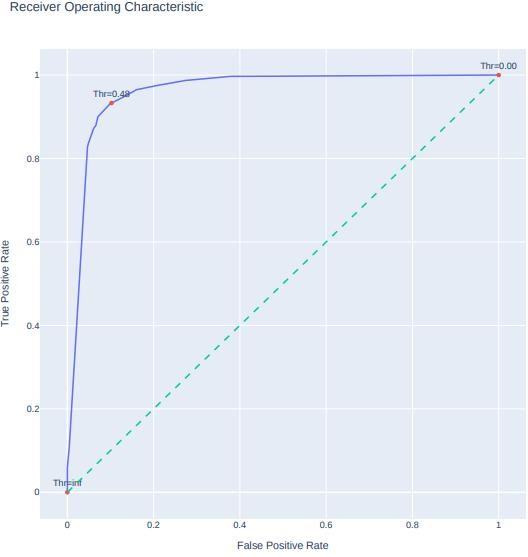 Receiver Operating Characteristic
Thr=0.00
1
Thr=0.48
0.8
0.6
True Positive Rate
0.4
0.2
Thr=inf
0
0 0.2 0.4 0.6 0.8 1
False Positive Rate